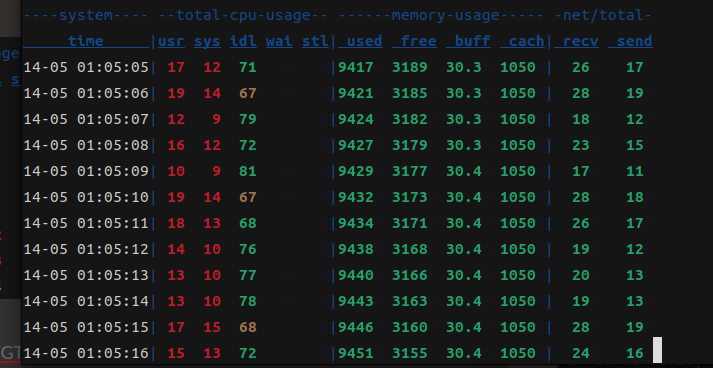 ----system---- --total-cpu-usage-- ------memory-usage----- -net/total-
time |usr sys idl wai stl| used free buff cach| recv send
14-05 01:05:05| 17 12 71 |9417 3189 30.3 1050 | 26 17
14-05 01:05:06| 19 14 67 |9421 3185 30.3 1050 | 28 19
14-05 01:05:07| 12 9 79 |9424 3182 30.3 1050 | 18 12
14-05 01:05:08| 16 12 72 |9427 3179 30.3 1050 | 23 15
14-05 01:05:09| 10 9 81 |9429 3177 30.4 1050 | 17 11
14-05 01:05:10| 19 14 67 |9432 3173 30.4 1050 | 28 18
14-05 01:05:11| 18 13 68 |9434 3171 30.4 1050 | 26 17
14-05 01:05:12| 14 10 76 |9438 3168 30.4 1050 | 19 12
14-05 01:05:13| 13 10 77 |9440 3166 30.4 1050 | 20 13
14-05 01:05:14| 13 10 78 |9443 3163 30.4 1050 | 19 13
14-05 01:05:15| 17 15 68 |9446 3160 30.4 1050 | 28 19
14-05 01:05:16| 15 13 72 |9451 3155 30.4 1050 | 24 16